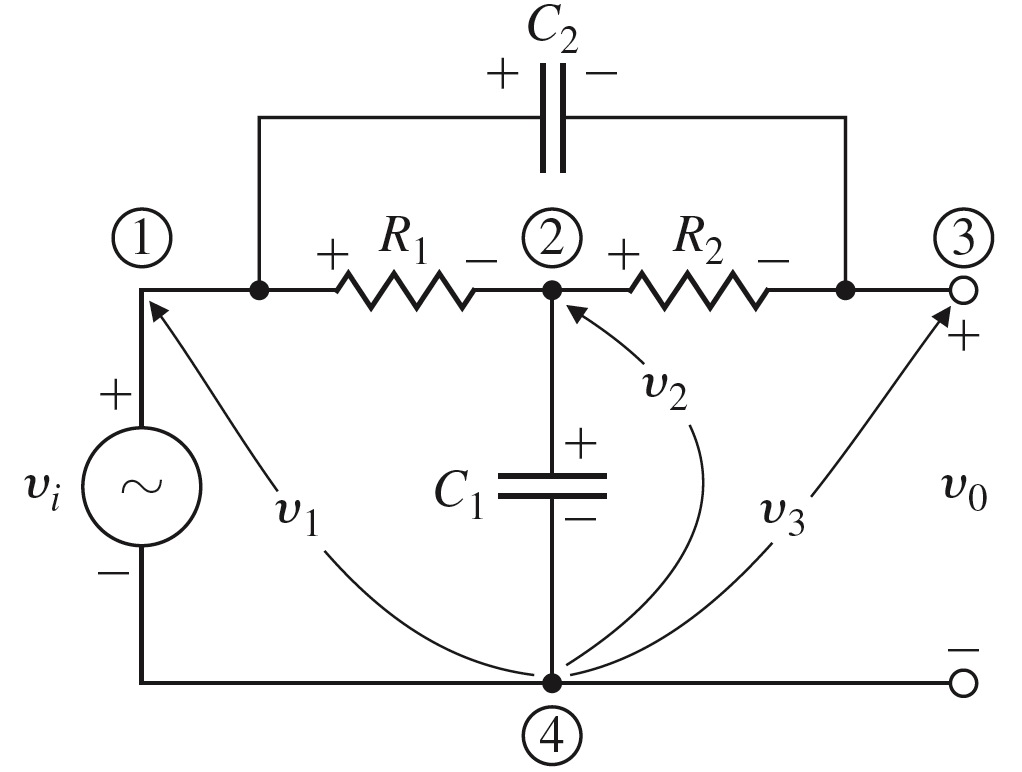 C₂
+ −
① + R₁ − ② + R₂ − ③
+
+ v₂
+
vᵢ ~ C₁ v₁ v₃ v₀
−
−
−
④